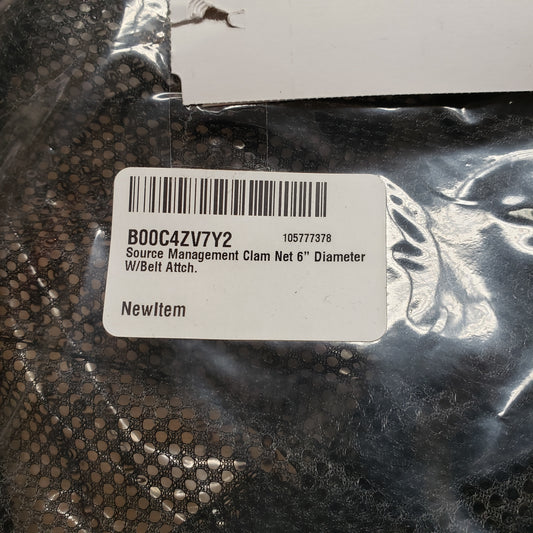 B00C4ZV7Y2 105777378
Source Management Clam Net 6” Diameter
W/Belt Attch.
NewItem